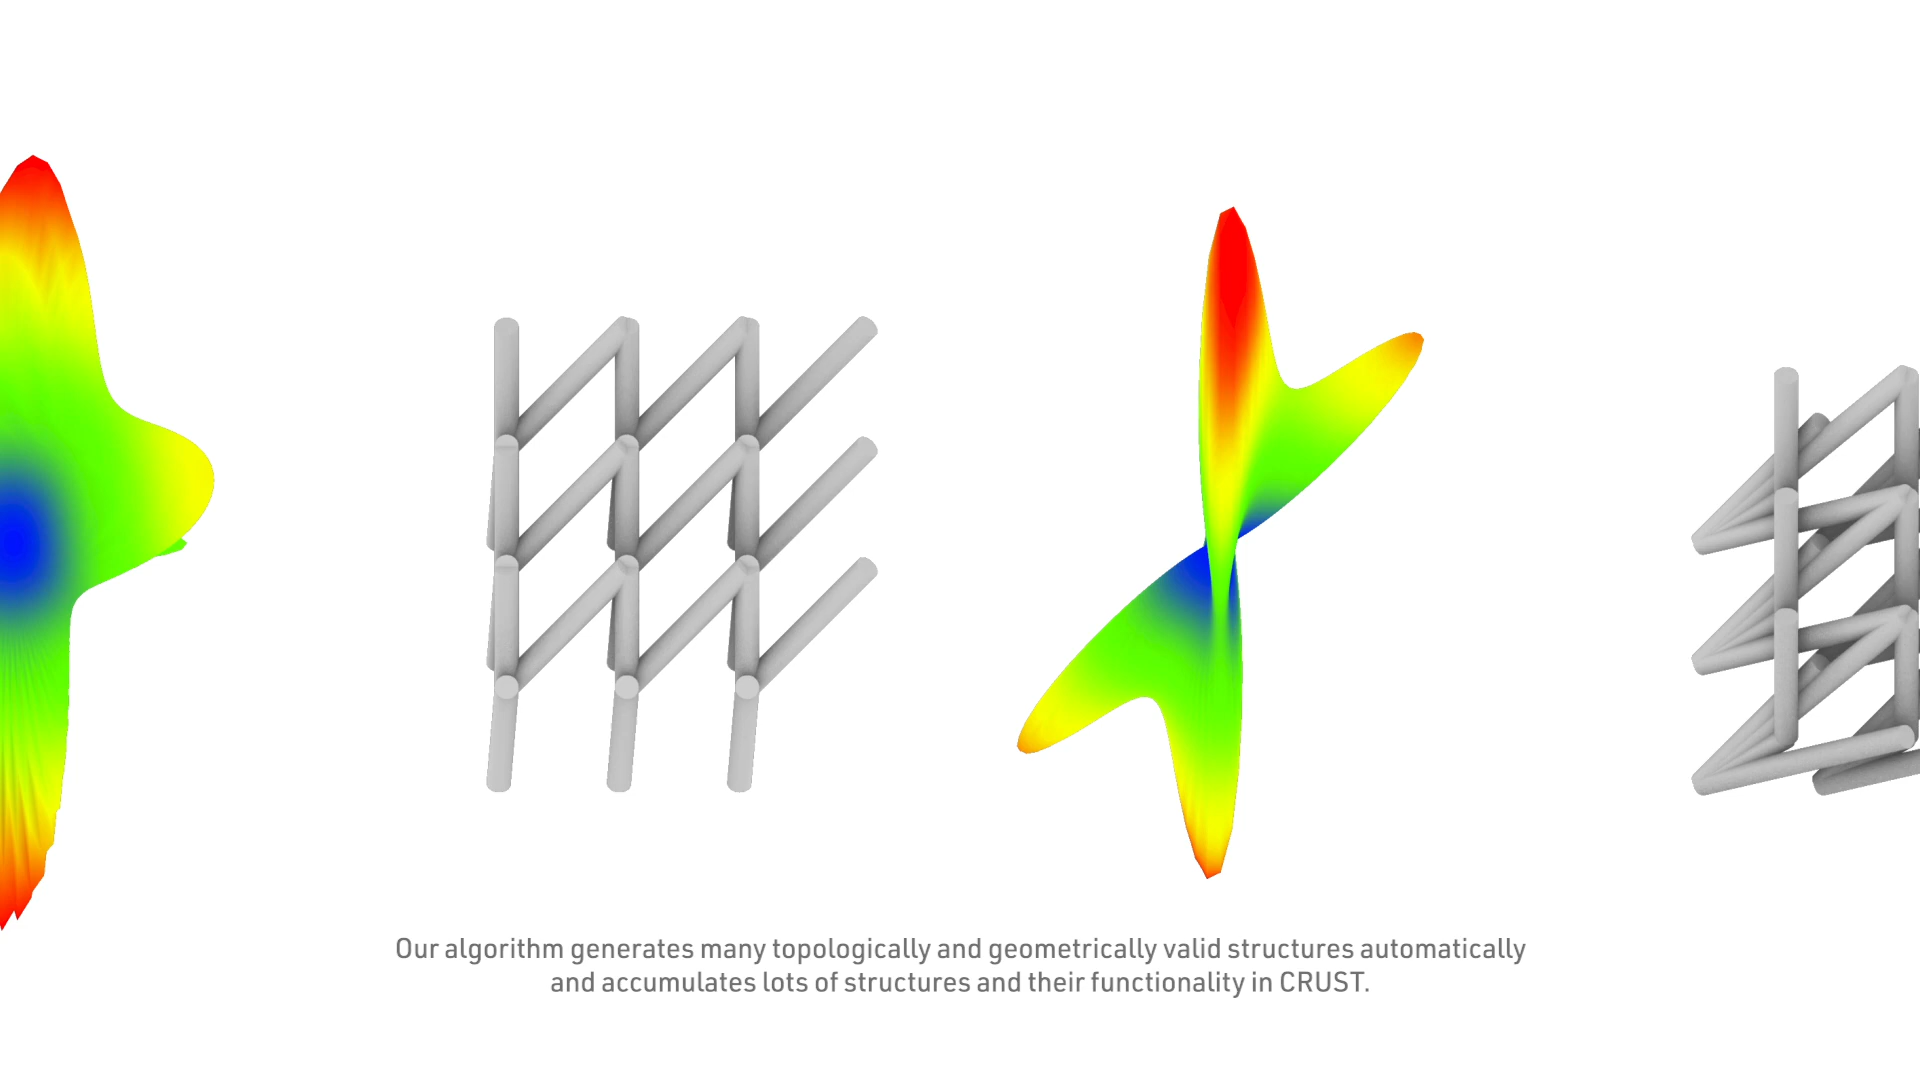 Our algorithm generates many topologically and geometrically valid structures automatically
and accumulates lots of structures and their functionality in CRUST.